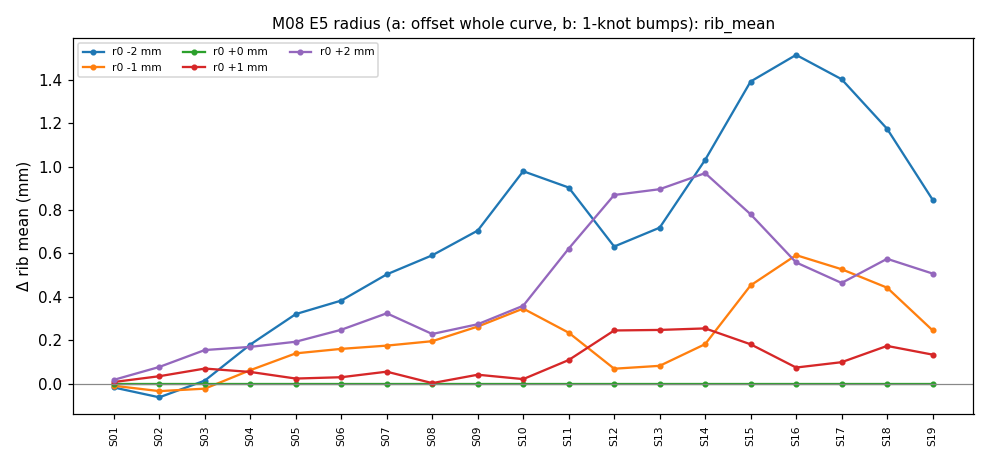 M08 E5 radius (a: offset whole curve, b: 1-knot bumps): rib_mean
r0 -2 mm
r0 -1 mm
r0 +0 mm
r0 +1 mm
r0 +2 mm
Δ rib mean (mm)
1.4
1.2
1.0
0.8
0.6
0.4
0.2
0.0
S01 S02 S03 S04 S05 S06 S07 S08 S09 S10 S11 S12 S13 S14 S15 S16 S17 S18 S19